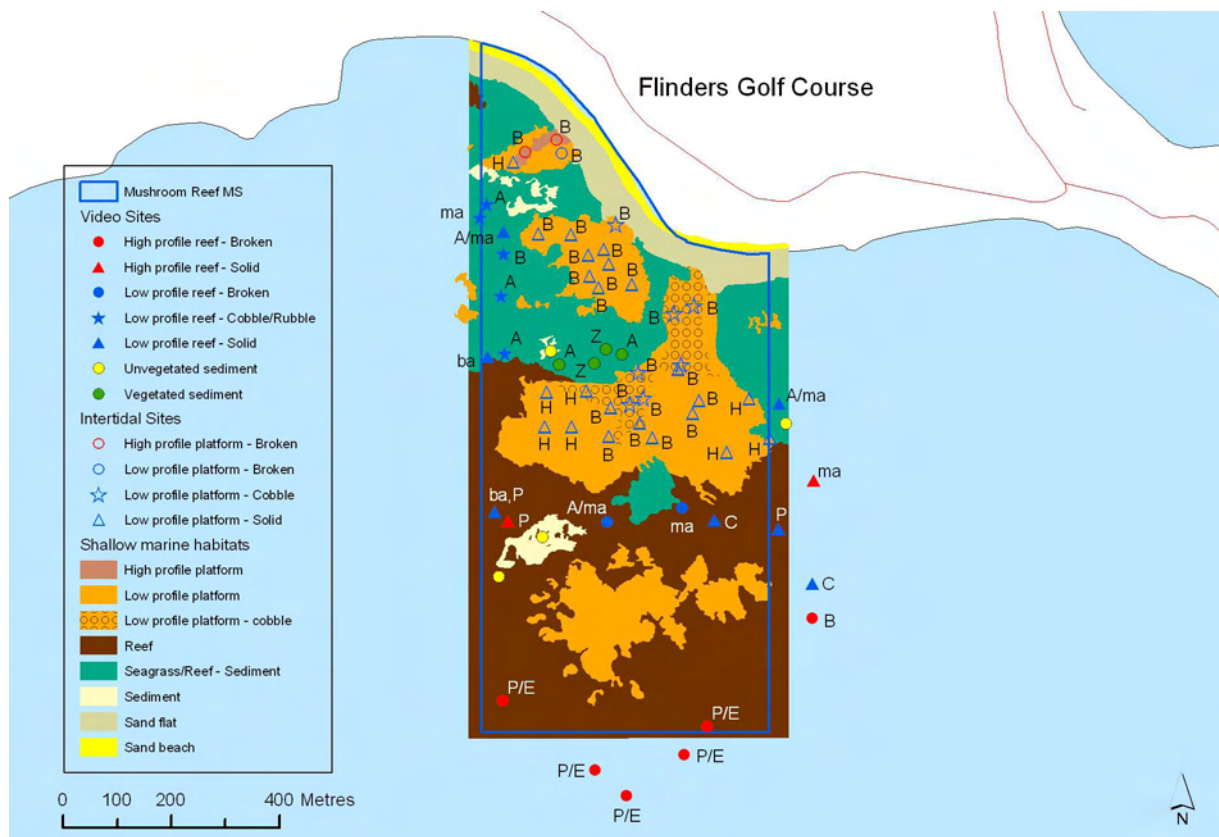 Flinders Golf Course
Mushroom Reef MS
Video Sites
High profile reef - Broken
High profile reef - Solid
Low profile reef - Broken
Low profile reef - Cobble/Rubble
Low profile reef - Solid
Unvegetated sediment
Vegetated sediment
Intertidal Sites
High profile platform - Broken
Low profile platform - Broken
Low profile platform - Cobble
Low profile platform - Solid
Shallow marine habitats
High profile platform
Low profile platform
Low profile platform - cobble
Reef
Seagrass/Reef - Sediment
Sediment
Sand flat
Sand beach
0 100 200 400 Metres
N
B
B
B
H
A
ma
B
A/ma
B
B
B
B
B
B
B
B
B
A
B
B
Z
A
A
ba
A
Z
B
B
H
H
B
B
B
H
A/ma
B
B
H
H
B
B
B
H
H
ma
ba,P
P
A/ma
ma
C
P
C
B
P/E
P/E
P/E
P/E
P/E